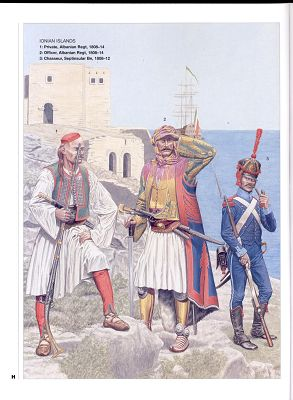 IONIAN ISLANDS
1: Private, Albanian Regt, 1808–14
2: Officer, Albanian Regt, 1808–14
3: Chasseur, Septinsular Bn, 1808–12
2
1
3
H